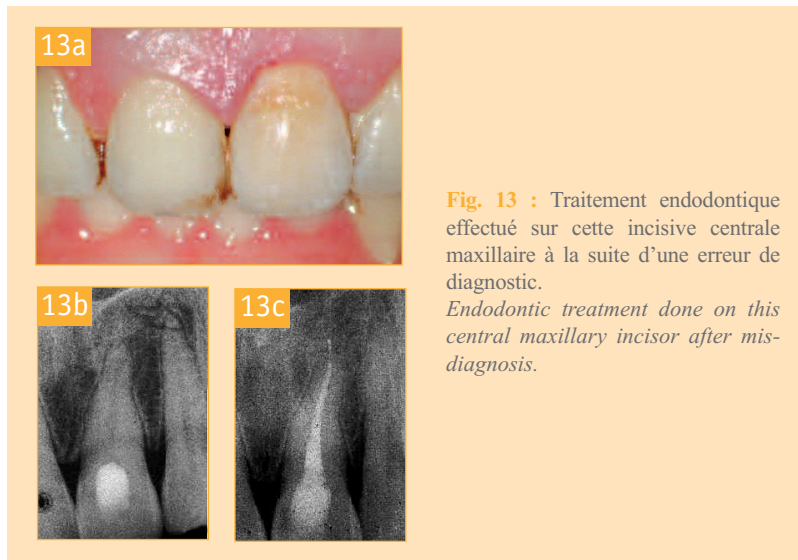 13a
13b
13c
Fig. 13 : Traitement endodontique
effectué sur cette incisive centrale
maxillaire à la suite d’une erreur de
diagnostic.
Endodontic treatment done on this
central maxillary incisor after mis-
diagnosis.